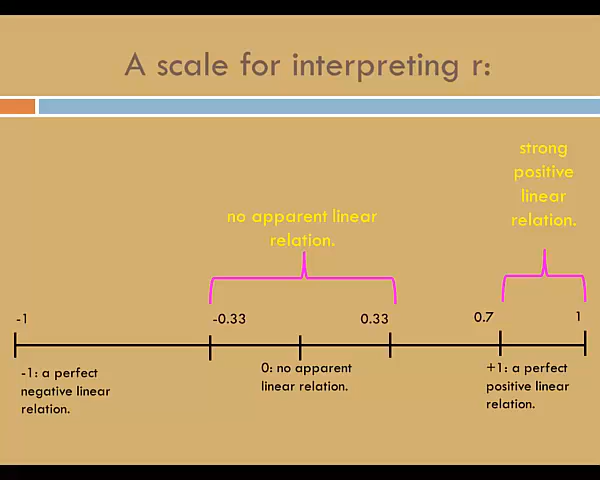 A scale for interpreting r:
strong
positive
linear
relation.
no apparent linear
relation.
-1
-0.33
0.33
0.7
1
-1: a perfect
negative linear
relation.
0: no apparent
linear relation.
+1: a perfect
positive linear
relation.